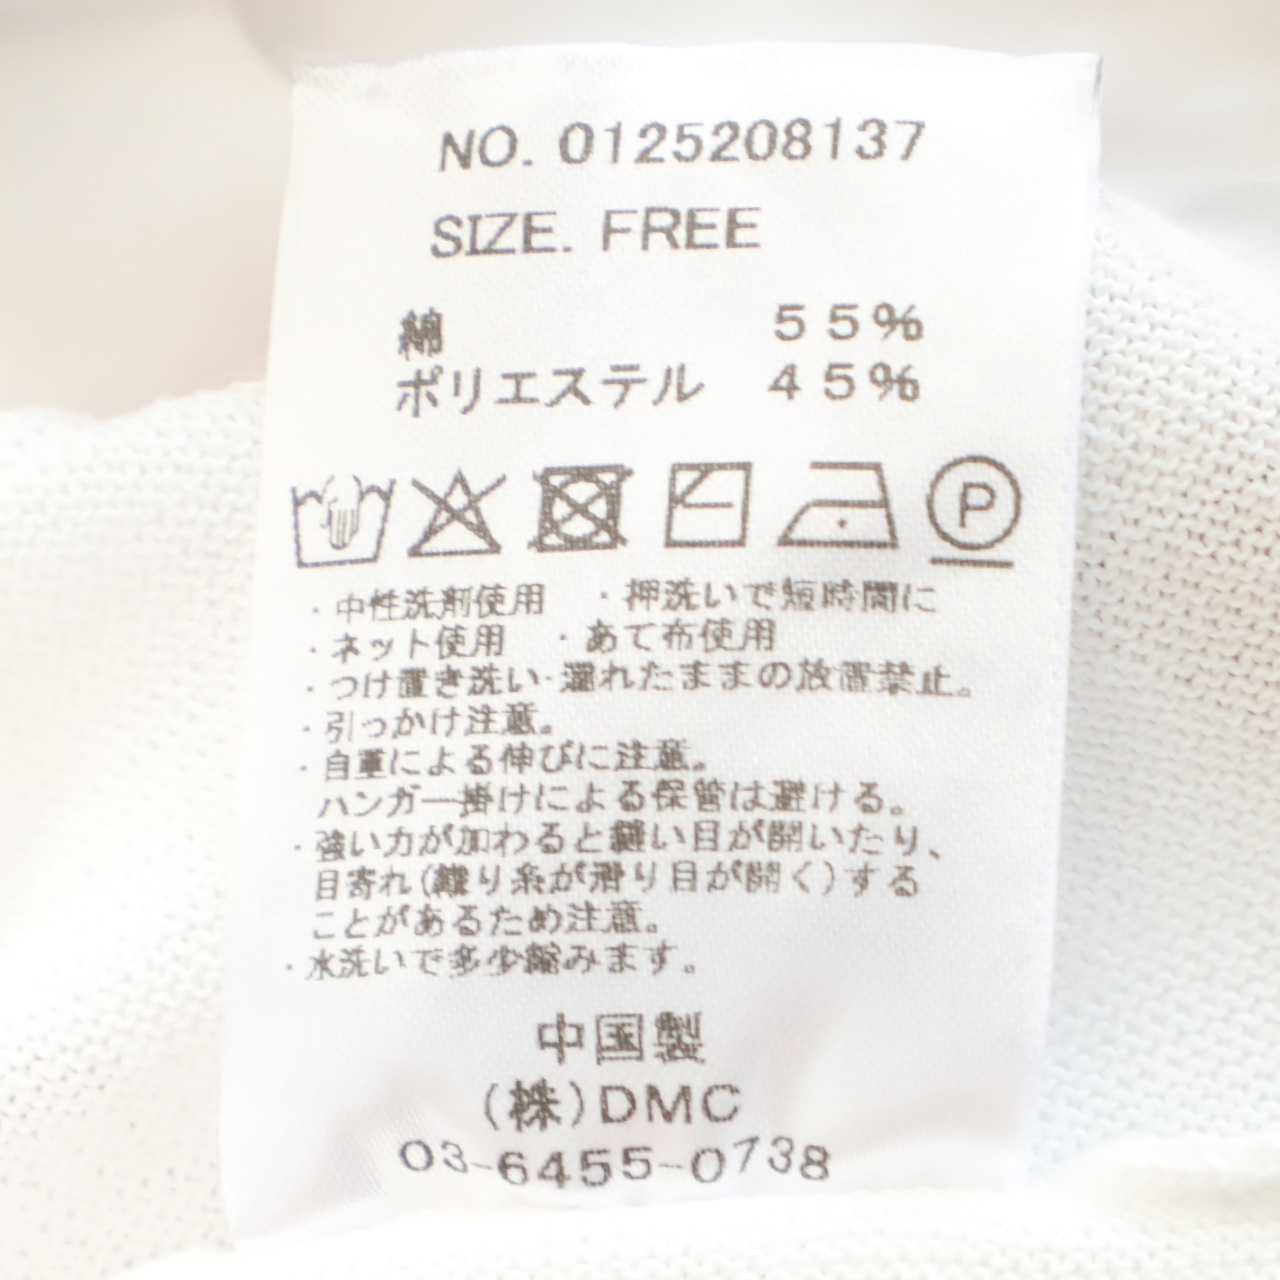 NO. 0125208137
SIZE. FREE
綿 55%
ポリエステル 45%
P
・中性洗剤使用 ・押洗いで短時間に
・ネット使用 ・あて布使用
・つけ置き洗い・濡れたままの放置禁止。
・引っかけ注意。
・自重による伸びに注意。
ハンガー掛けによる保管は避ける。
・強い力が加わると縫い目が開いたり、
目寄れ(織り糸が滑り目が開く)する
ことがあるため注意。
・水洗いで多少縮みます。
中国製
(株)DMC
03-6455-0738